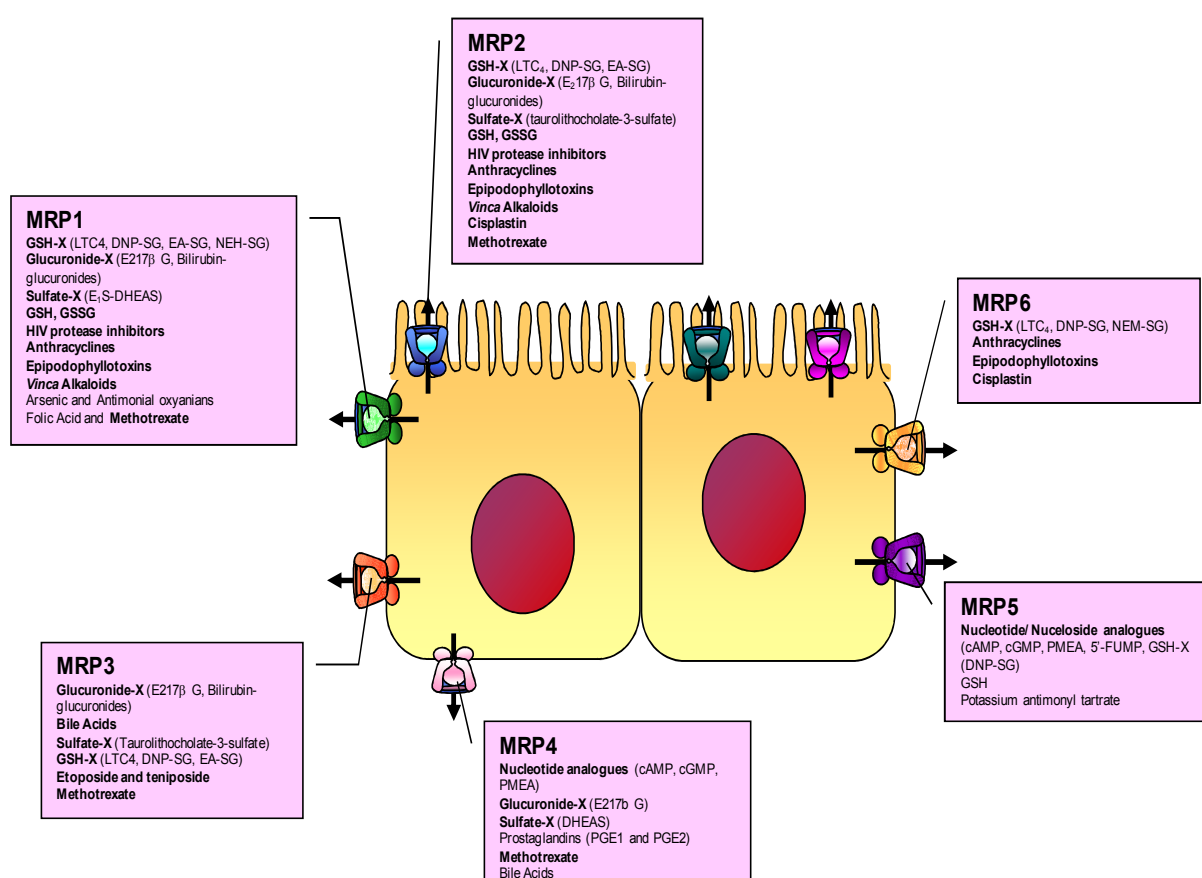 MRP2
GSH-X (LTC₄, DNP-SG, EA-SG)
Glucuronide-X (E₂17β G, Bilirubin-
glucuronides)
Sulfate-X (taurolithocholate-3-sulfate)
GSH, GSSG
HIV protease inhibitors
Anthracyclines
Epipodophyllotoxins
Vinca Alkaloids
Cisplastin
Methotrexate
MRP1
GSH-X (LTC4, DNP-SG, EA-SG, NEH-SG)
Glucuronide-X (E217β G, Bilirubin-
glucuronides)
Sulfate-X (E₁S-DHEAS)
GSH, GSSG
HIV protease inhibitors
Anthracyclines
Epipodophyllotoxins
Vinca Alkaloids
Arsenic and Antimonial oxyanians
Folic Acid and Methotrexate
MRP6
GSH-X (LTC₄, DNP-SG, NEM-SG)
Anthracyclines
Epipodophyllotoxins
Cisplastin
MRP5
Nucleotide/ Nuceloside analogues
(cAMP, cGMP, PMEA, 5'-FUMP, GSH-X
(DNP-SG)
GSH
Potassium antimonyl tartrate
MRP3
Glucuronide-X (E217β G, Bilirubin-
glucuronides)
Bile Acids
Sulfate-X (Taurolithocholate-3-sulfate)
GSH-X (LTC4, DNP-SG, EA-SG)
Etoposide and teniposide
Methotrexate
MRP4
Nucleotide analogues (cAMP, cGMP,
PMEA)
Glucuronide-X (E217b G)
Sulfate-X (DHEAS)
Prostaglandins (PGE1 and PGE2)
Methotrexate
Bile Acids